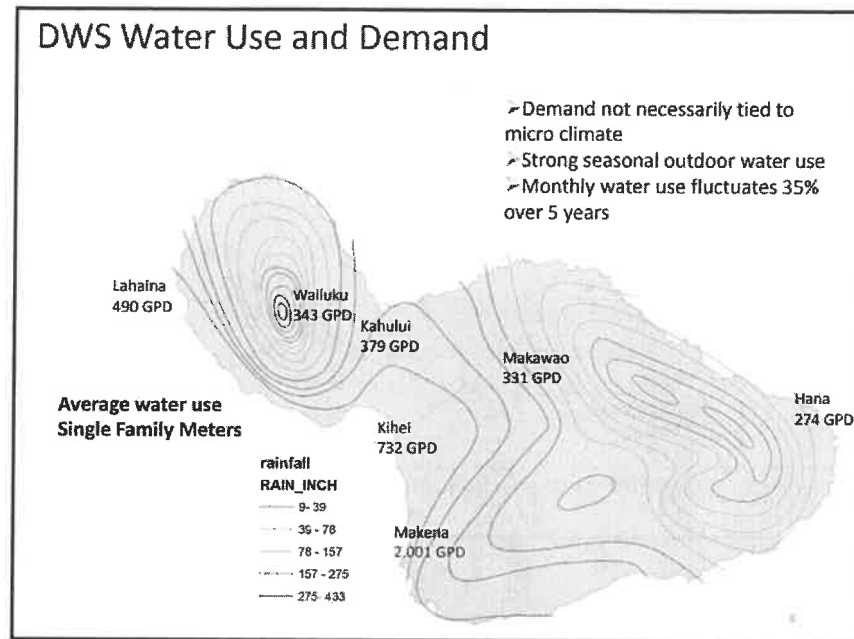 DWS Water Use and Demand
➢Demand not necessarily tied to
micro climate
➢Strong seasonal outdoor water use
➢Monthly water use fluctuates 35%
over 5 years
Lahaina
490 GPD
Wailuku
343 GPD
Kahului
379 GPD
Makawao
331 GPD
Hana
274 GPD
Average water use
Single Family Meters
Kihei
732 GPD
rainfall
RAIN_INCH
9-39
39 - 78
78 - 157
157 - 275
275- 433
Makena
2,001 GPD